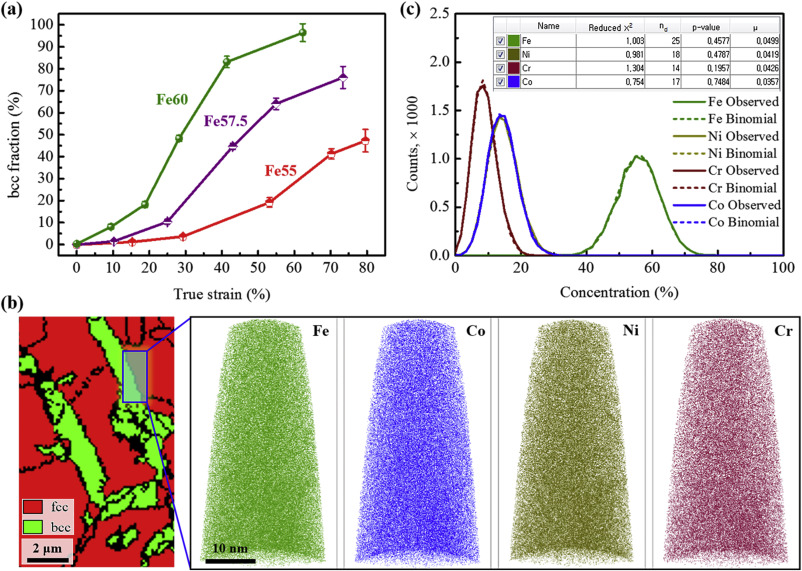 (a)
bcc fraction (%)
100
90
80
70
60
50
40
30
20
10
0
Fe60
Fe57.5
Fe55
0 10 20 30 40 50 60 70 80
True strain (%)
(c)
Counts, × 1000
2.5
2.0
1.5
1.0
0.5
0.0
Name Reduced X² n d p-value μ
Fe 1,003 25 0,4577 0,0499
Ni 0,981 18 0,4787 0,0419
Cr 1,304 14 0,1957 0,0426
Co 0,754 17 0,7484 0,0357
Fe Observed
Fe Binomial
Ni Observed
Ni Binomial
Cr Observed
Cr Binomial
Co Observed
Co Binomial
0 20 40 60 80 100
Concentration (%)
(b)
fcc
bcc
2 µm
Fe
Co
Ni
Cr
10 nm